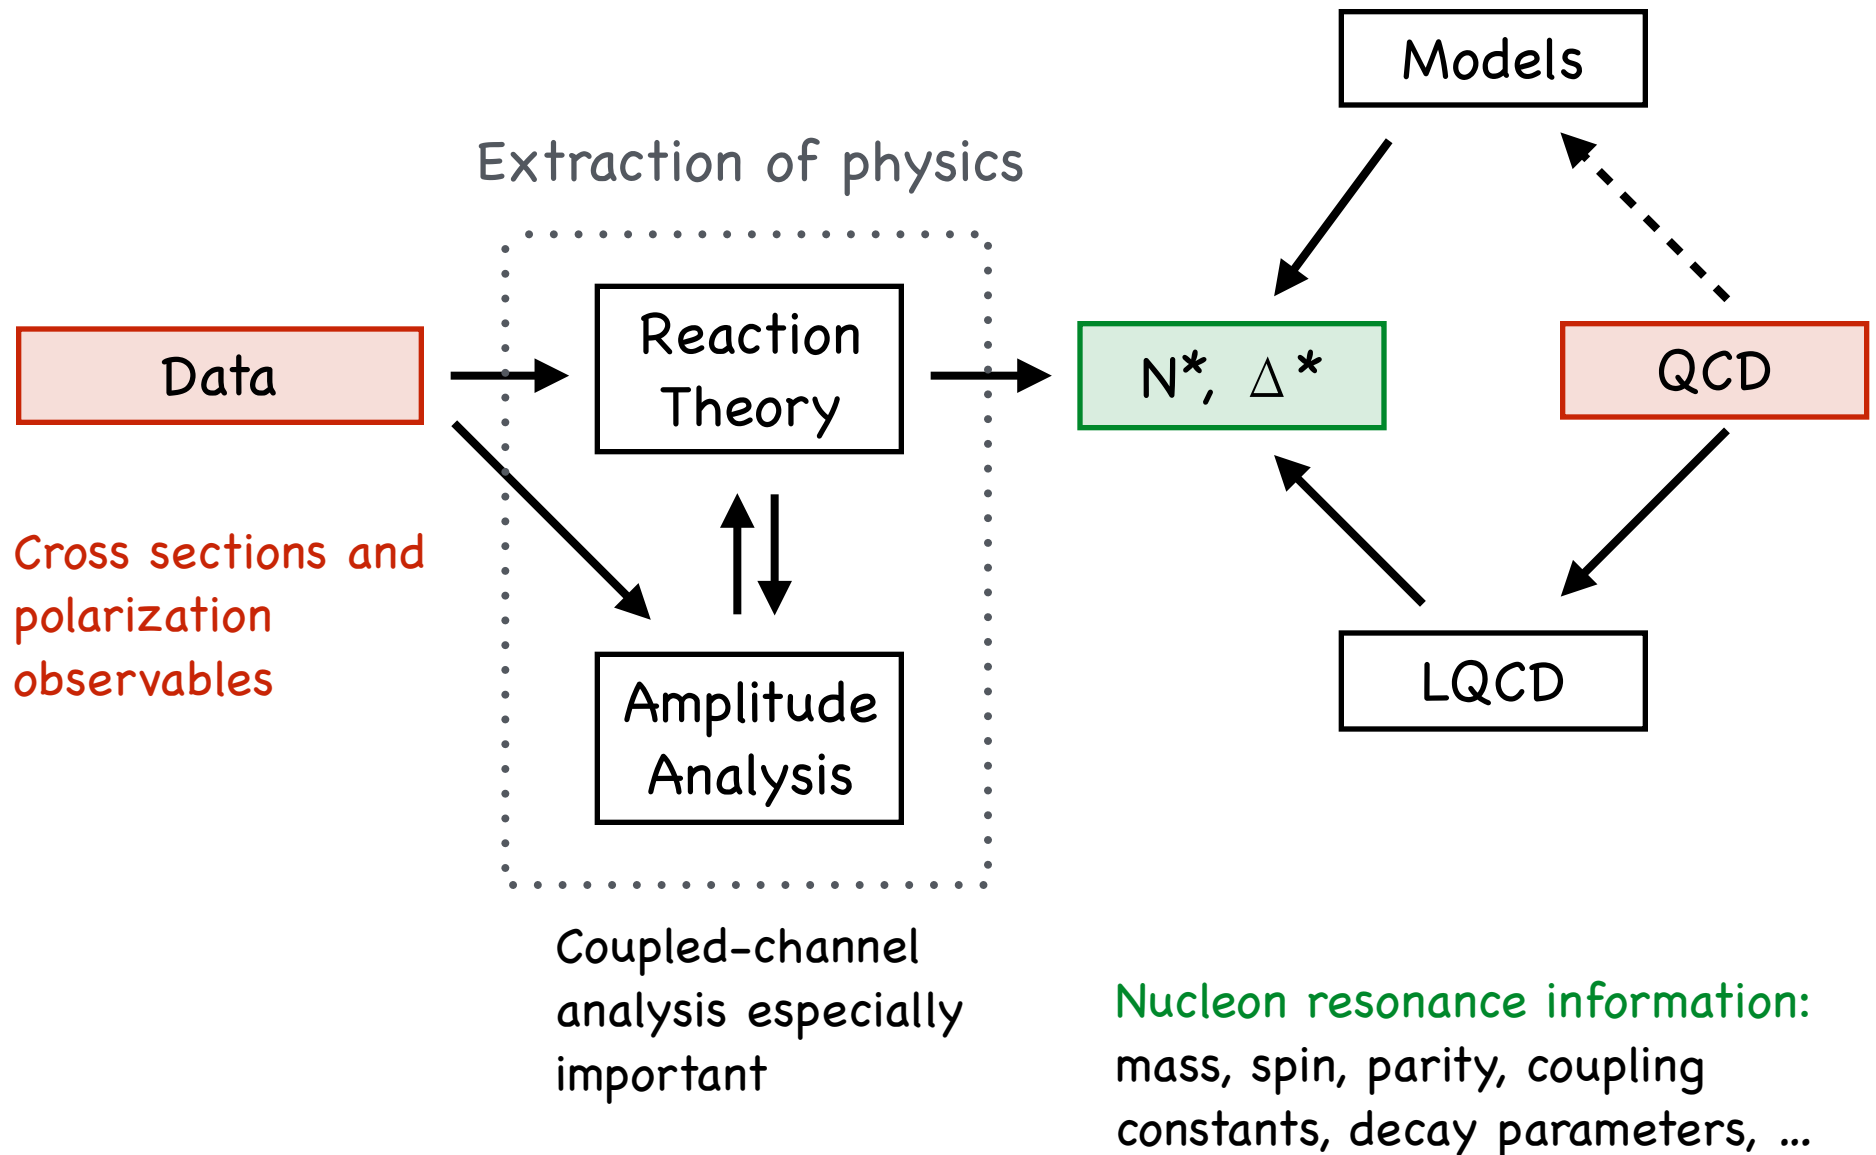 Models
Extraction of physics
Data
Reaction
Theory
N*, Δ*
QCD
Cross sections and
polarization
observables
Amplitude
Analysis
LQCD
Coupled-channel
analysis especially
important
Nucleon resonance information:
mass, spin, parity, coupling
constants, decay parameters, ...